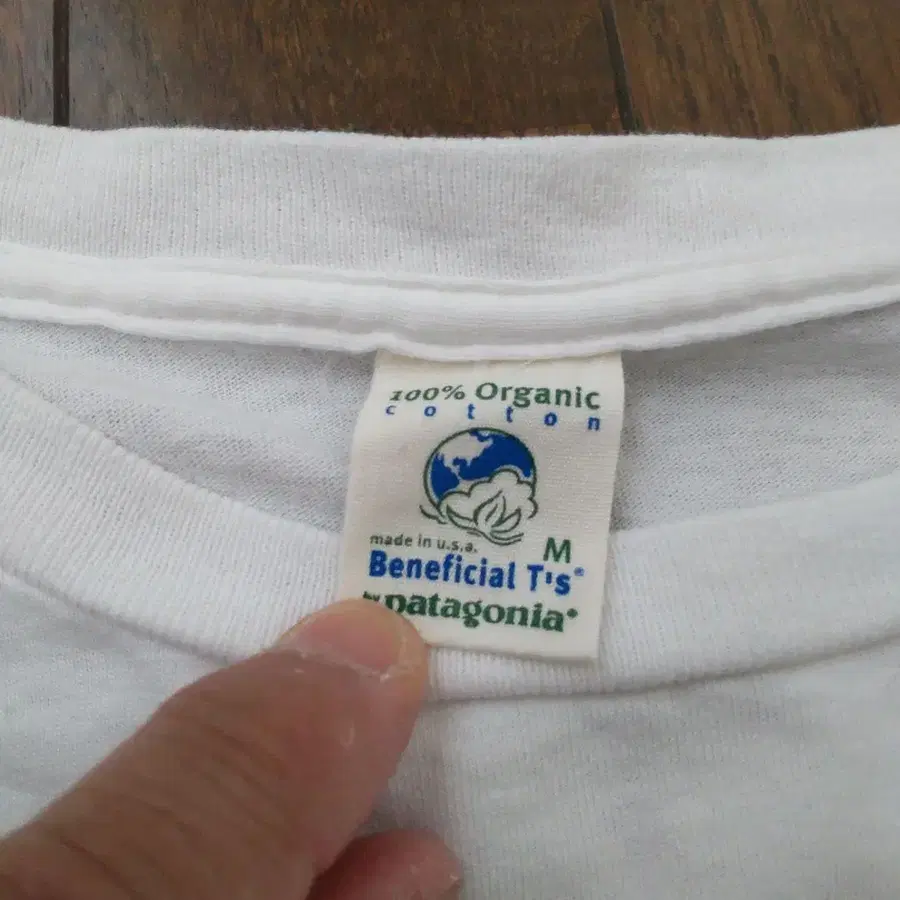 100% Organic
cotton
made in u.s.a. M
Beneficial T's®
by patagonia®